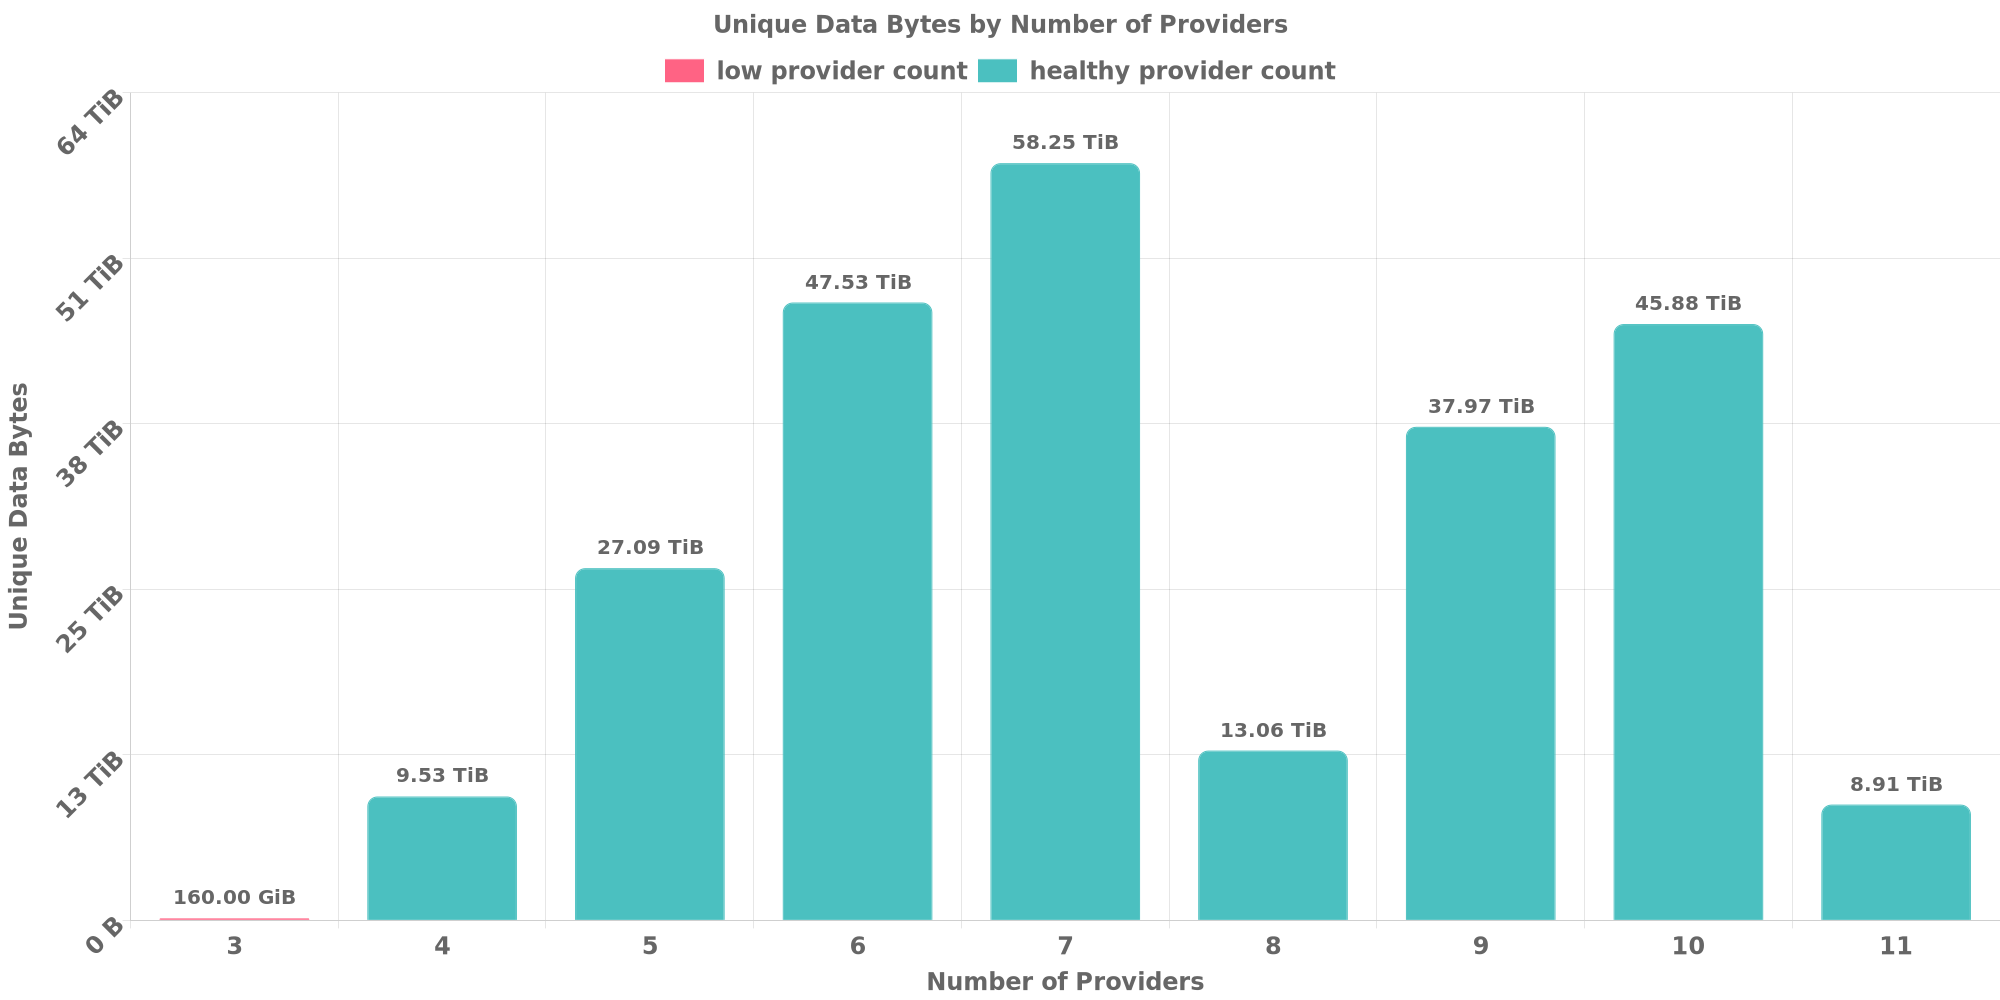 Unique Data Bytes by Number of Providers
low provider count healthy provider count
64 TiB
51 TiB
38 TiB
25 TiB
13 TiB
0 B
Unique Data Bytes
160.00 GiB
9.53 TiB
27.09 TiB
47.53 TiB
58.25 TiB
13.06 TiB
37.97 TiB
45.88 TiB
8.91 TiB
3 4 5 6 7 8 9 10 11
Number of Providers